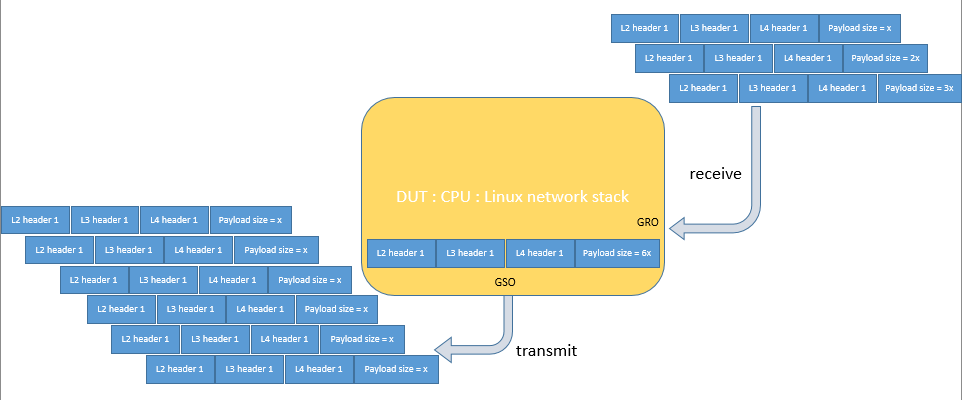 L2 header 1 L3 header 1 L4 header 1 Payload size = x
L2 header 1 L3 header 1 L4 header 1 Payload size = 2x
L2 header 1 L3 header 1 L4 header 1 Payload size = 3x
receive
DUT : CPU : Linux network stack
GRO
L2 header 1 L3 header 1 L4 header 1 Payload size = 6x
GSO
L2 header 1 L3 header 1 L4 header 1 Payload size = x
L2 header 1 L3 header 1 L4 header 1 Payload size = x
L2 header 1 L3 header 1 L4 header 1 Payload size = x
L2 header 1 L3 header 1 L4 header 1 Payload size = x
L2 header 1 L3 header 1 L4 header 1 Payload size = x
L2 header 1 L3 header 1 L4 header 1 Payload size = x
transmit